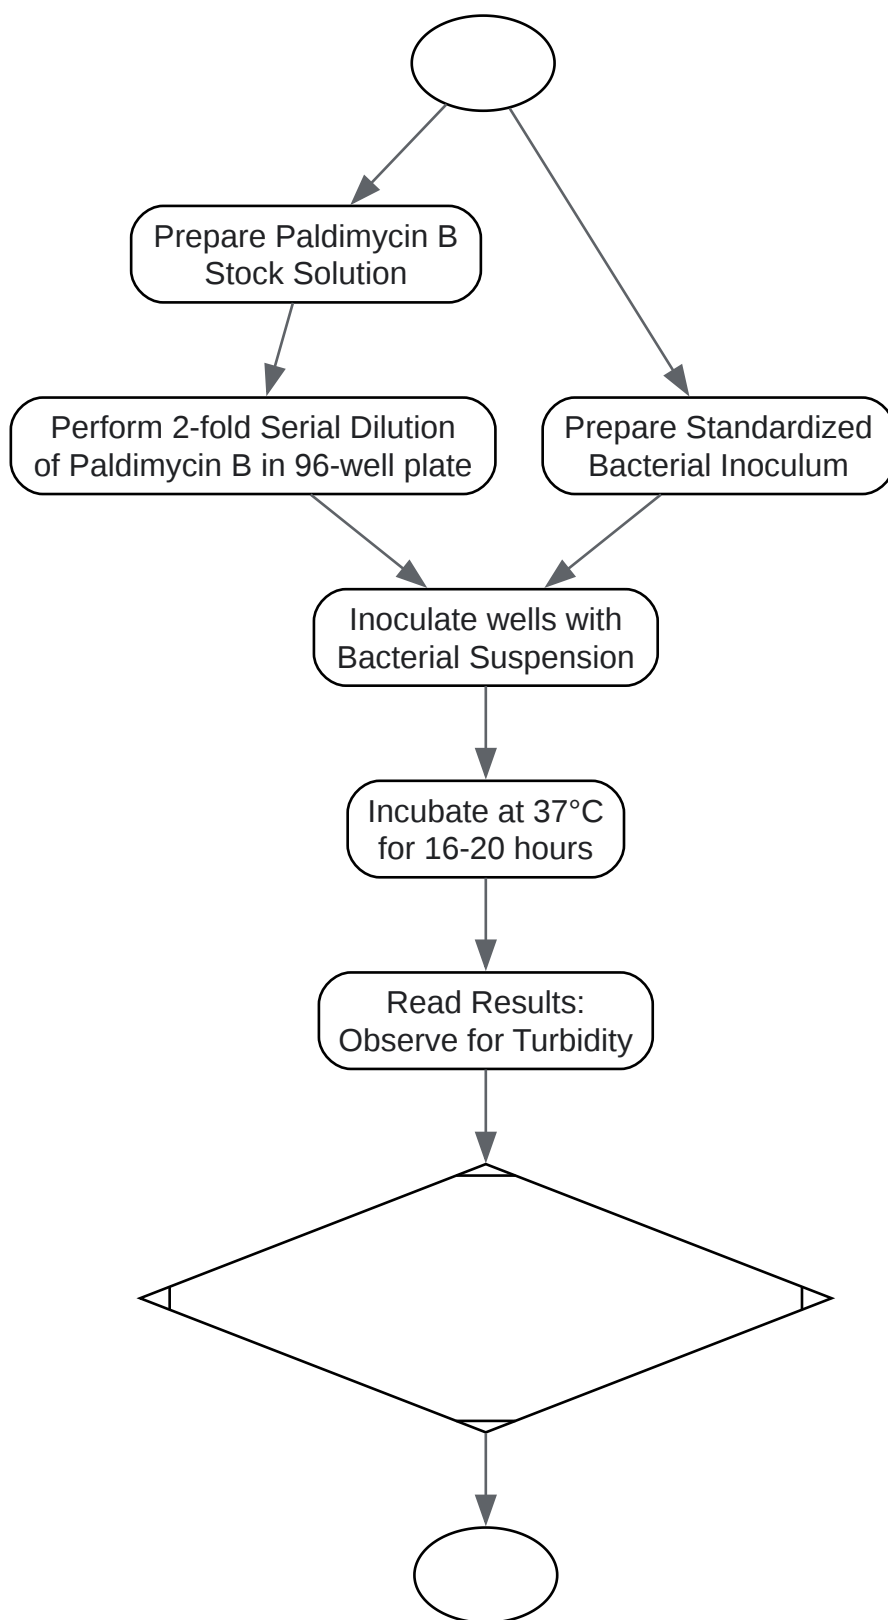 Prepare Paldimycin B
Stock Solution
Perform 2-fold Serial Dilution
of Paldimycin B in 96-well plate
Prepare Standardized
Bacterial Inoculum
Inoculate wells with
Bacterial Suspension
Incubate at 37°C
for 16-20 hours
Read Results:
Observe for Turbidity